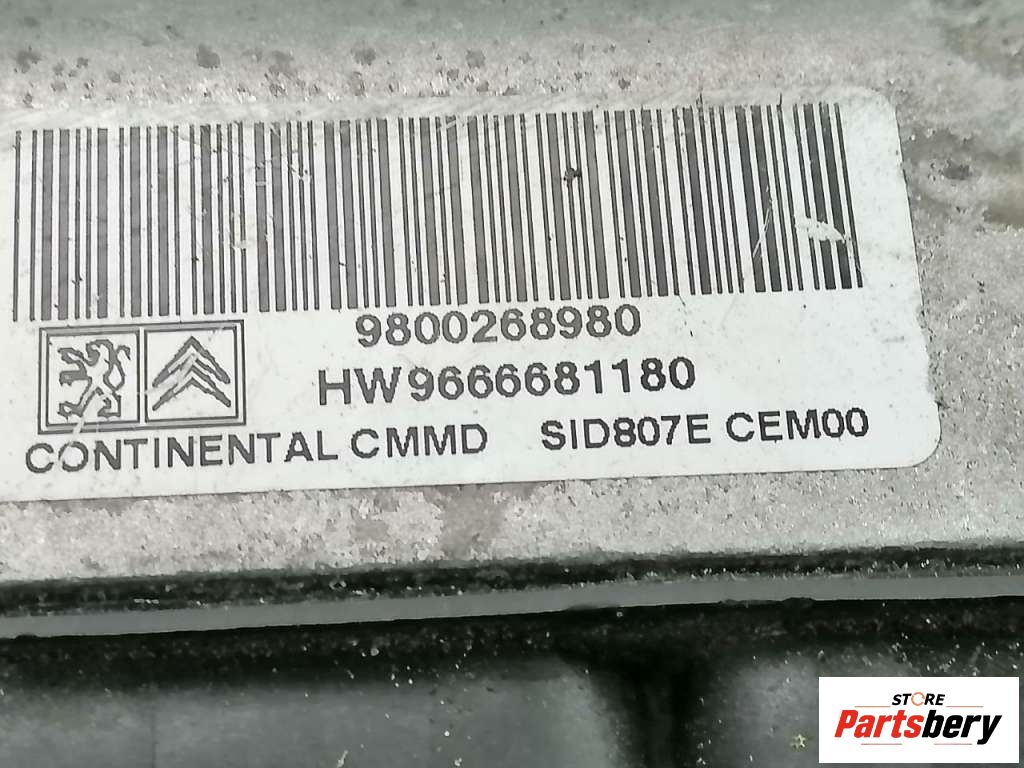 9800268980
HW9666681180
CONTINENTAL CMMD SID807E CEM00
STORE
Partsbery